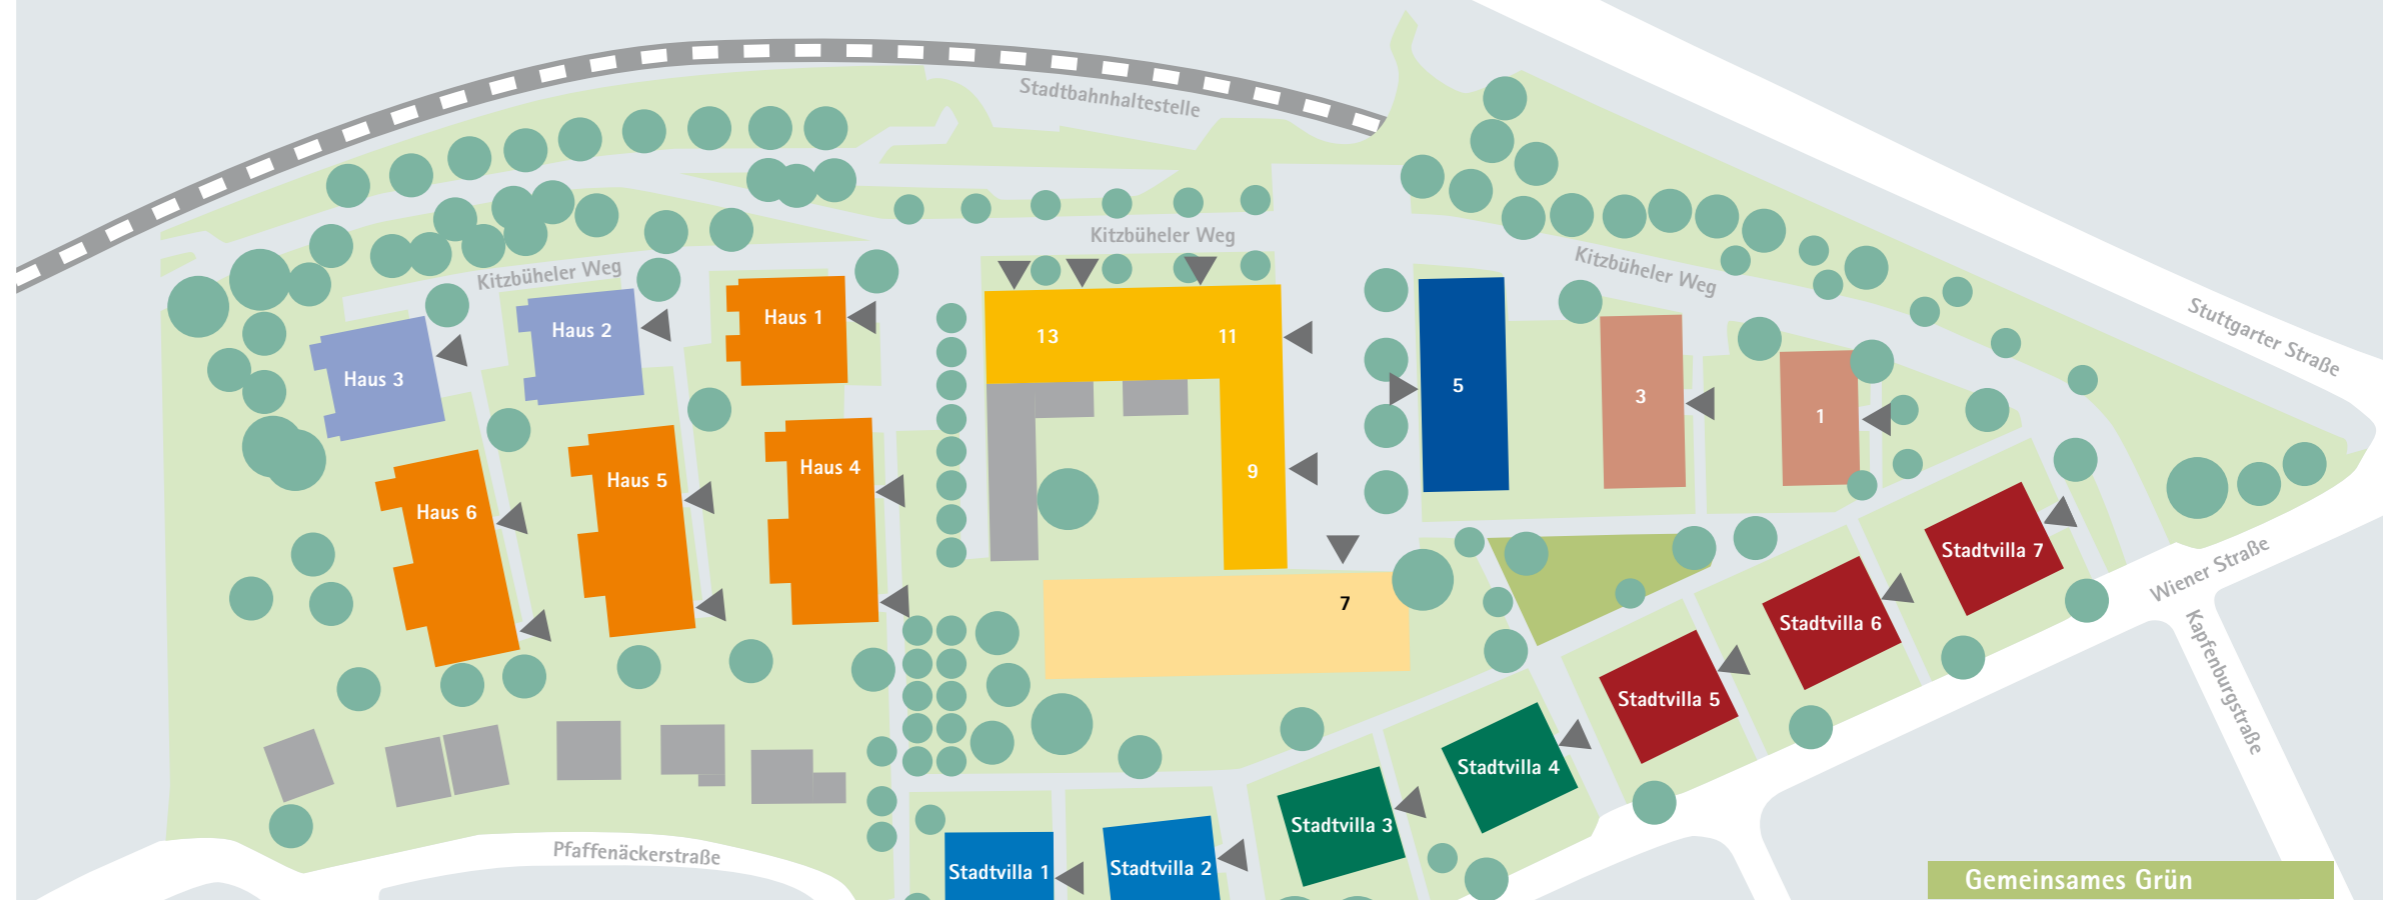 Stadtbahnhaltestelle
Kitzbüheler Weg
Kitzbüheler Weg
Kitzbüheler Weg
Stuttgarter Straße
Haus 1
Haus 2
Haus 3
13
11
5
3
1
Haus 4
Haus 5
Haus 6
9
7
Stadtvilla 7
Wiener Straße
Stadtvilla 6
Kapfenburgstraße
Stadtvilla 5
Stadtvilla 4
Stadtvilla 3
Pfaffenäckerstraße
Stadtvilla 2
Stadtvilla 1
Gemeinsames Grün